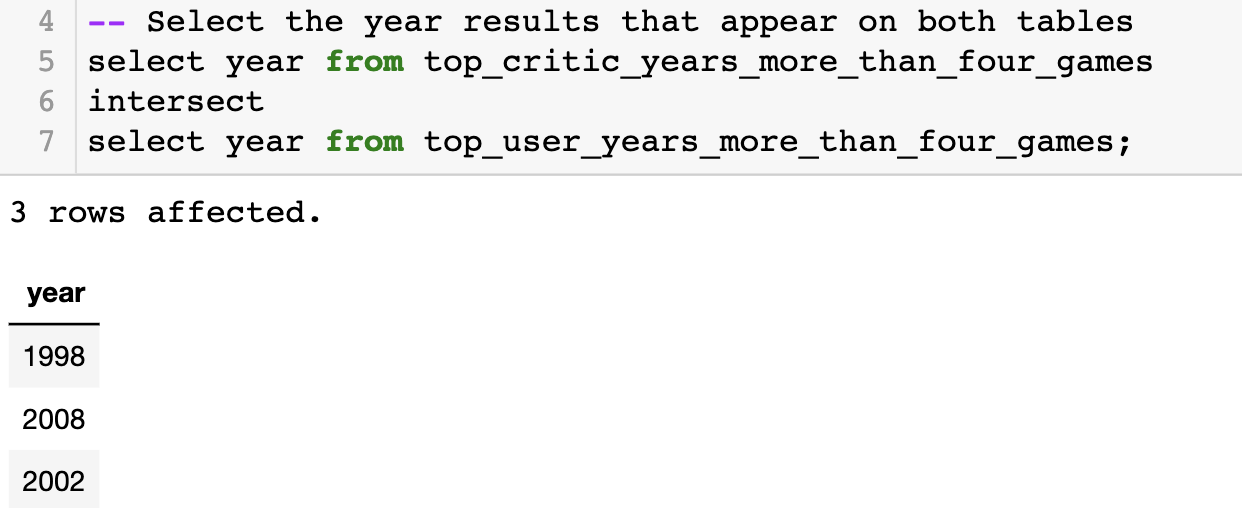 4 -- Select the year results that appear on both tables
5 select year from top_critic_years_more_than_four_games
6 intersect
7 select year from top_user_years_more_than_four_games;
3 rows affected.
year
1998
2008
2002